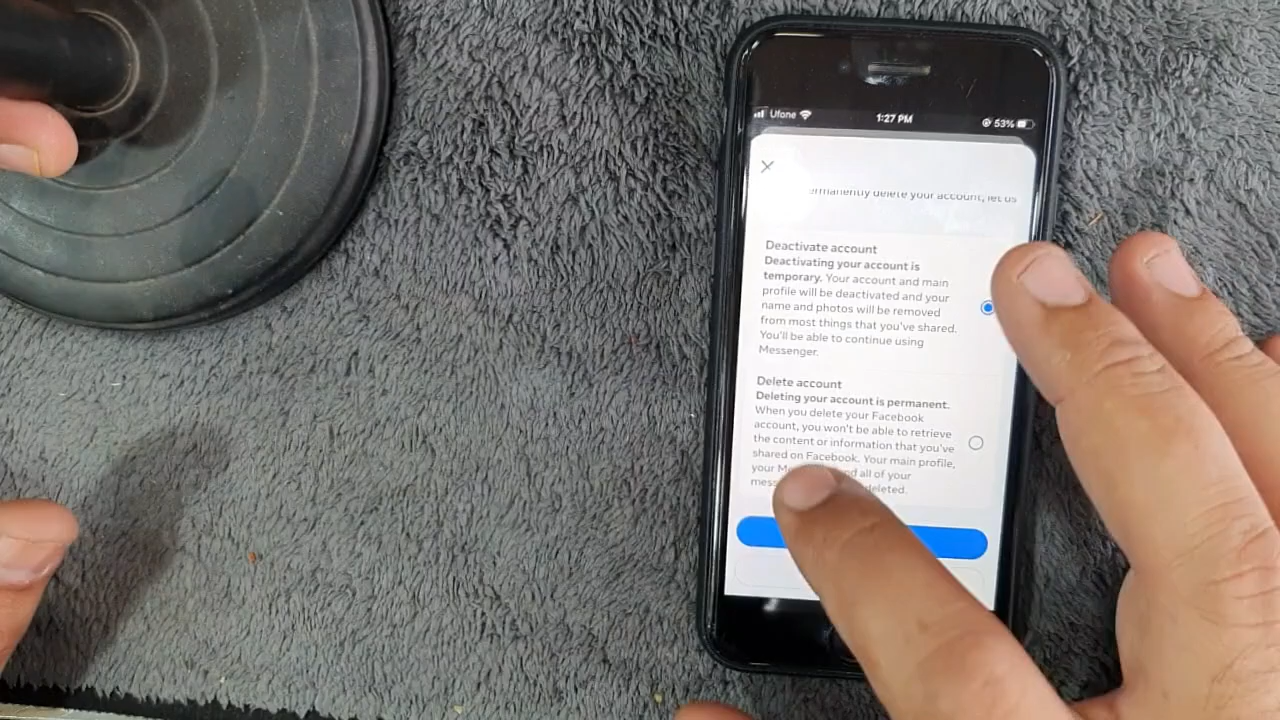 Ufone 1:27 PM 53%
ermanently delete your account, let us
Deactivate account
Deactivating your account is
temporary. Your account and main
profile will be deactivated and your
name and photos will be removed
from most things that you've shared.
You'll be able to continue using
Messenger.
Delete account
Deleting your account is permanent.
When you delete your Facebook
account, you won't be able to retrieve
the content or information that you've
shared on Facebook. Your main profile,
your and all of your
deleted.